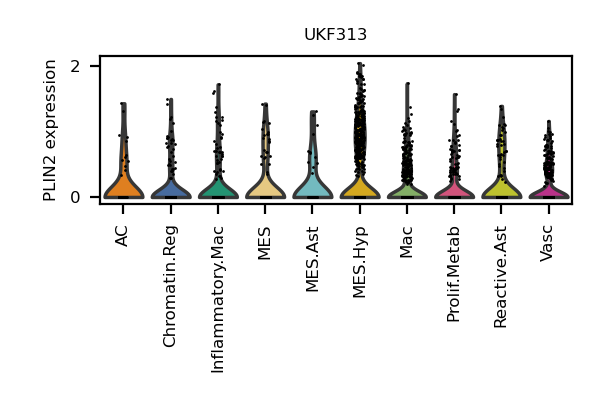 UKF313
PLIN2 expression
2
0
AC
Chromatin.Reg
Inflammatory.Mac
MES
MES.Ast
MES.Hyp
Mac
Prolif.Metab
Reactive.Ast
Vasc